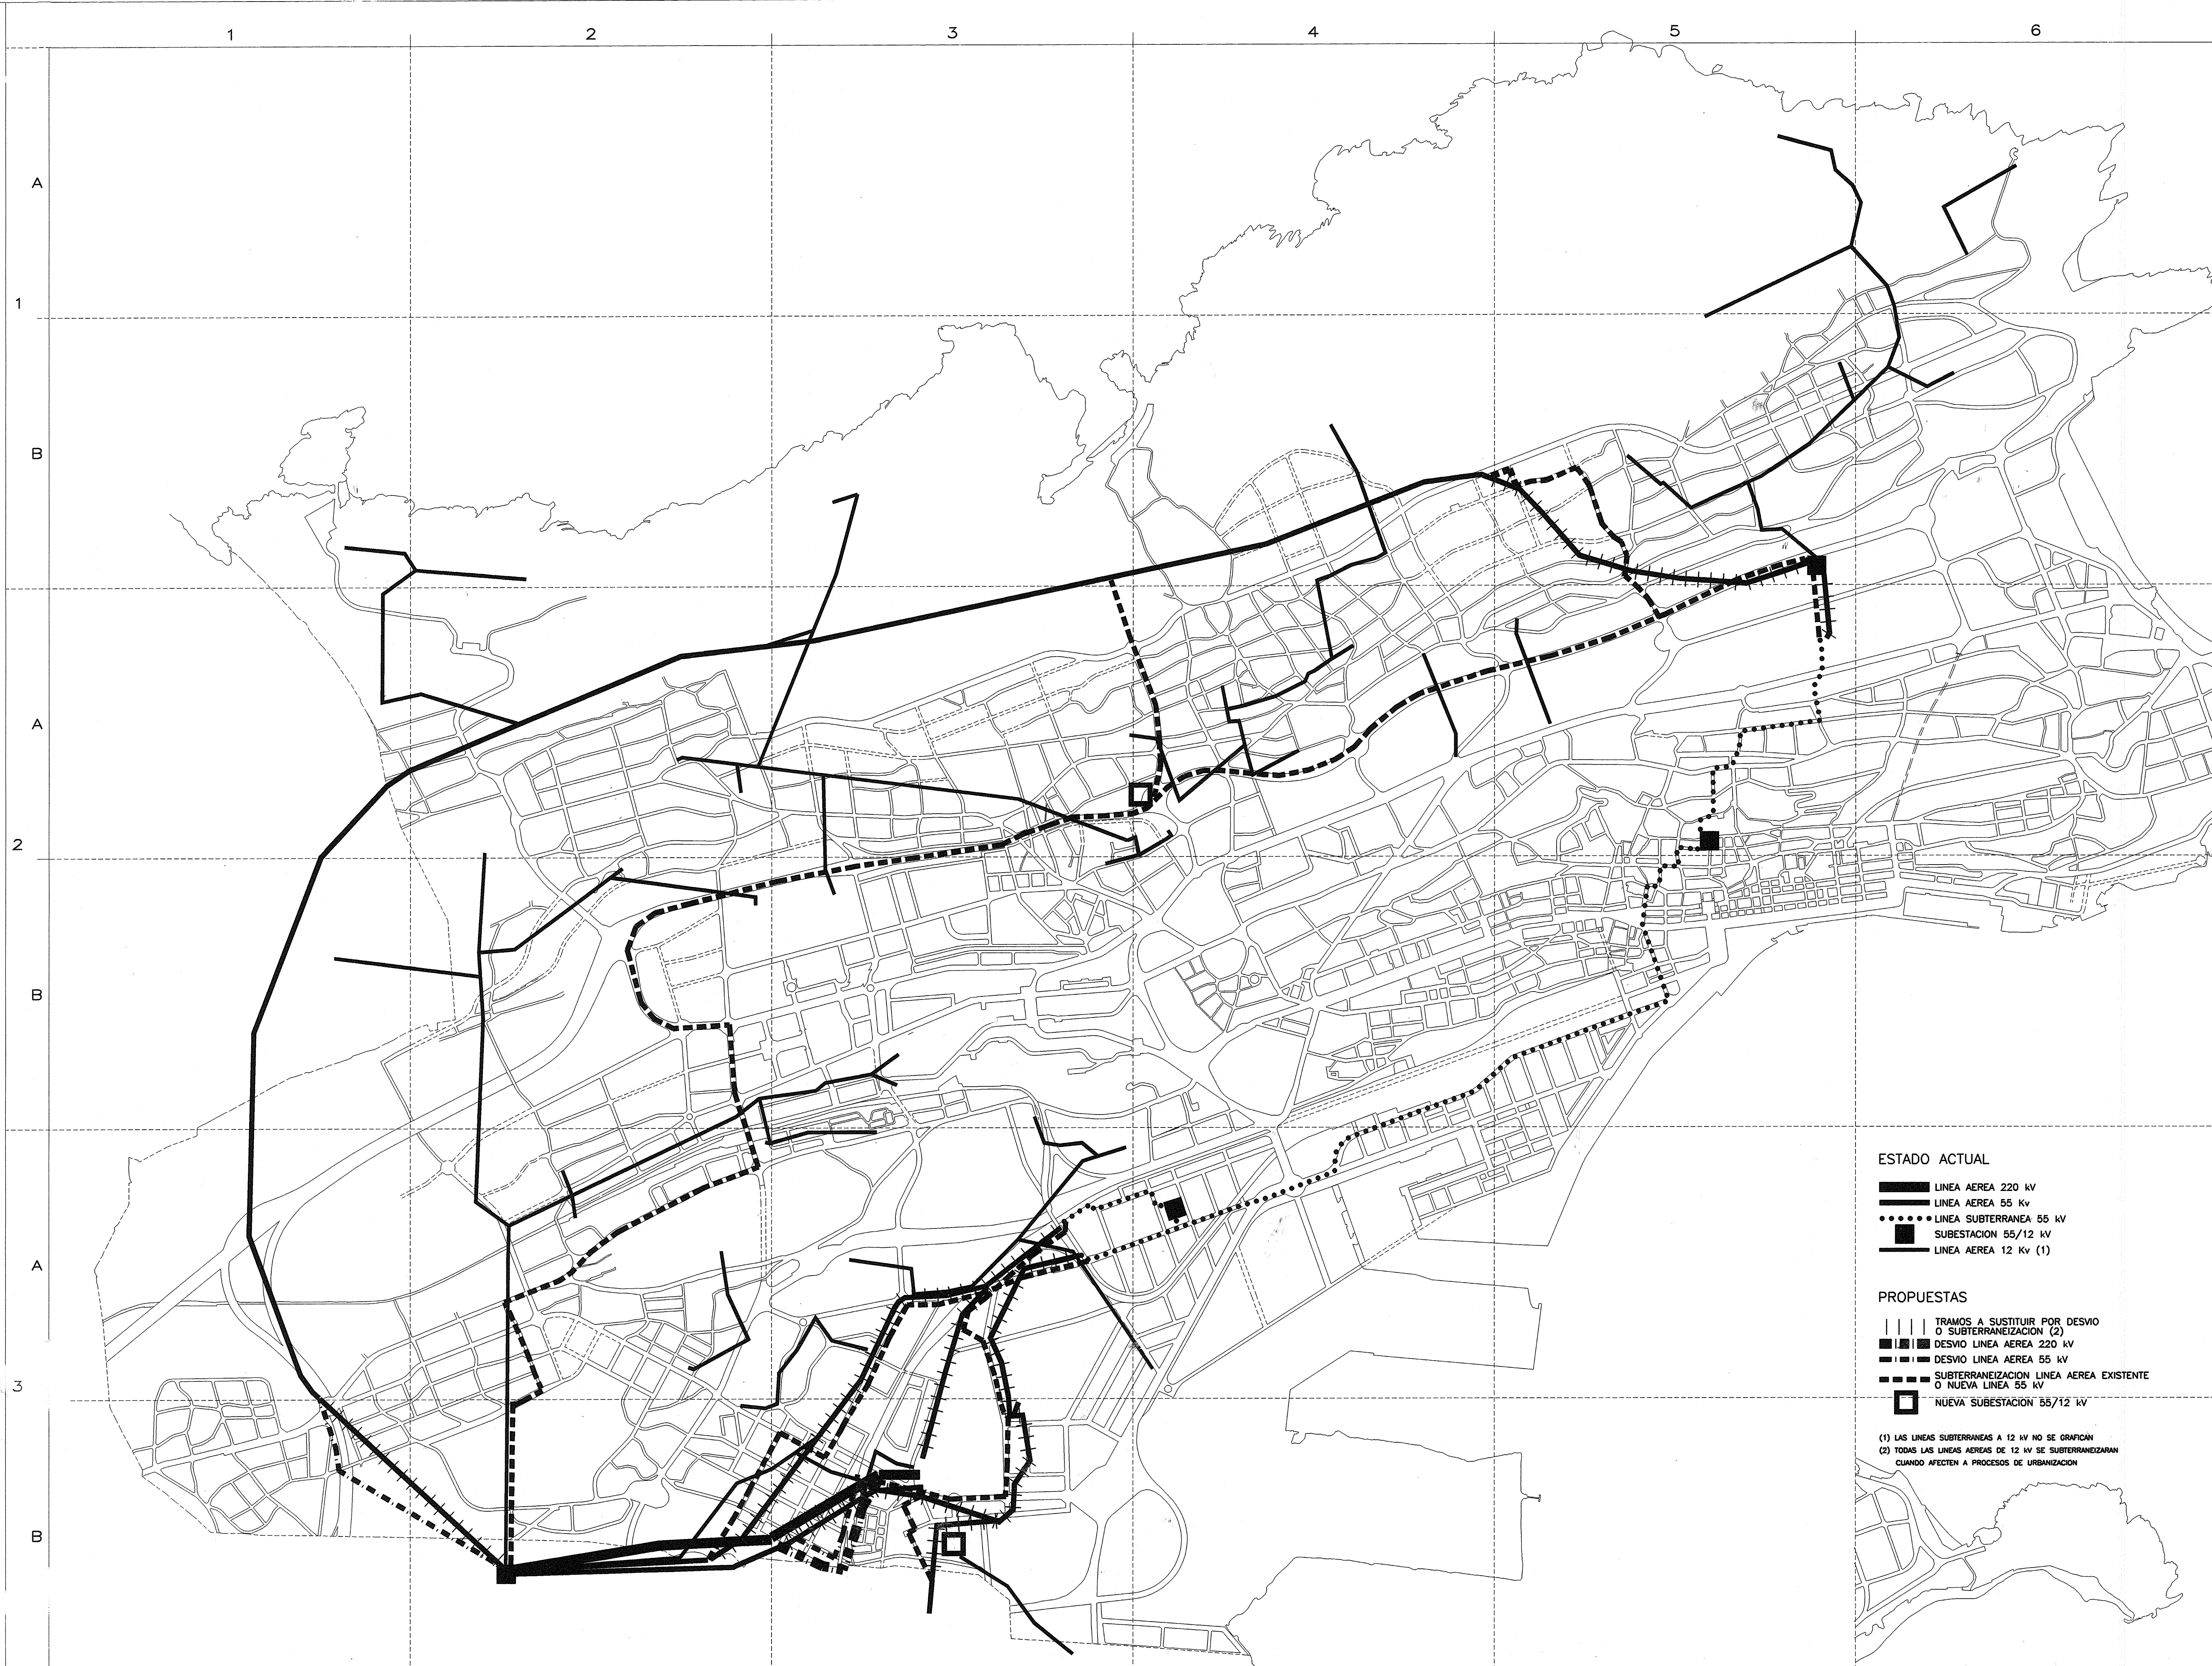 1 2 3 4 5 6
A
1
B
A
2
B
A
3
B
ESTADO ACTUAL
LINEA AEREA 220 kV
LINEA AEREA 55 Kv
LINEA SUBTERRANEA 55 kV
SUBESTACION 55/12 kV
LINEA AEREA 12 Kv (1)
PROPUESTAS
TRAMOS A SUSTITUIR POR DESVIO
O SUBTERRANEIZACION (2)
DESVIO LINEA AEREA 220 kV
DESVIO LINEA AEREA 55 kV
SUBTERRANEIZACION LINEA AEREA EXISTENTE
O NUEVA LINEA 55 kV
NUEVA SUBESTACION 55/12 kV
(1) LAS LINEAS SUBTERRANEAS A 12 kV NO SE GRAFICAN
(2) TODAS LAS LINEAS AEREAS DE 12 kV SE SUBTERRANEIZARAN
CUANDO AFECTEN A PROCESOS DE URBANIZACION